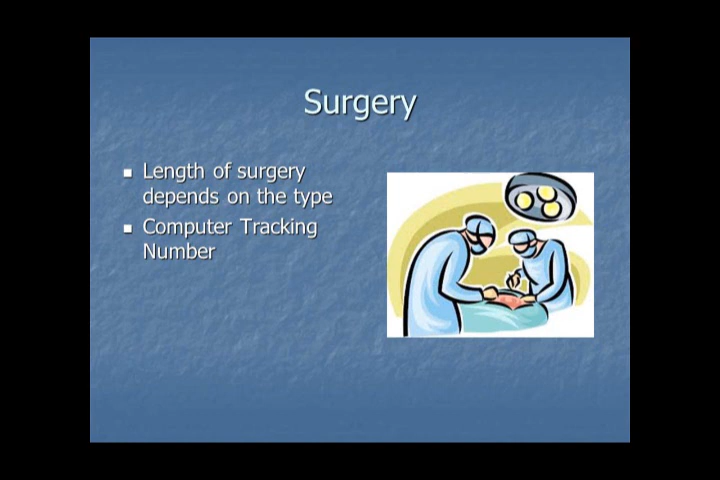 Surgery
Length of surgery
depends on the type
Computer Tracking
Number